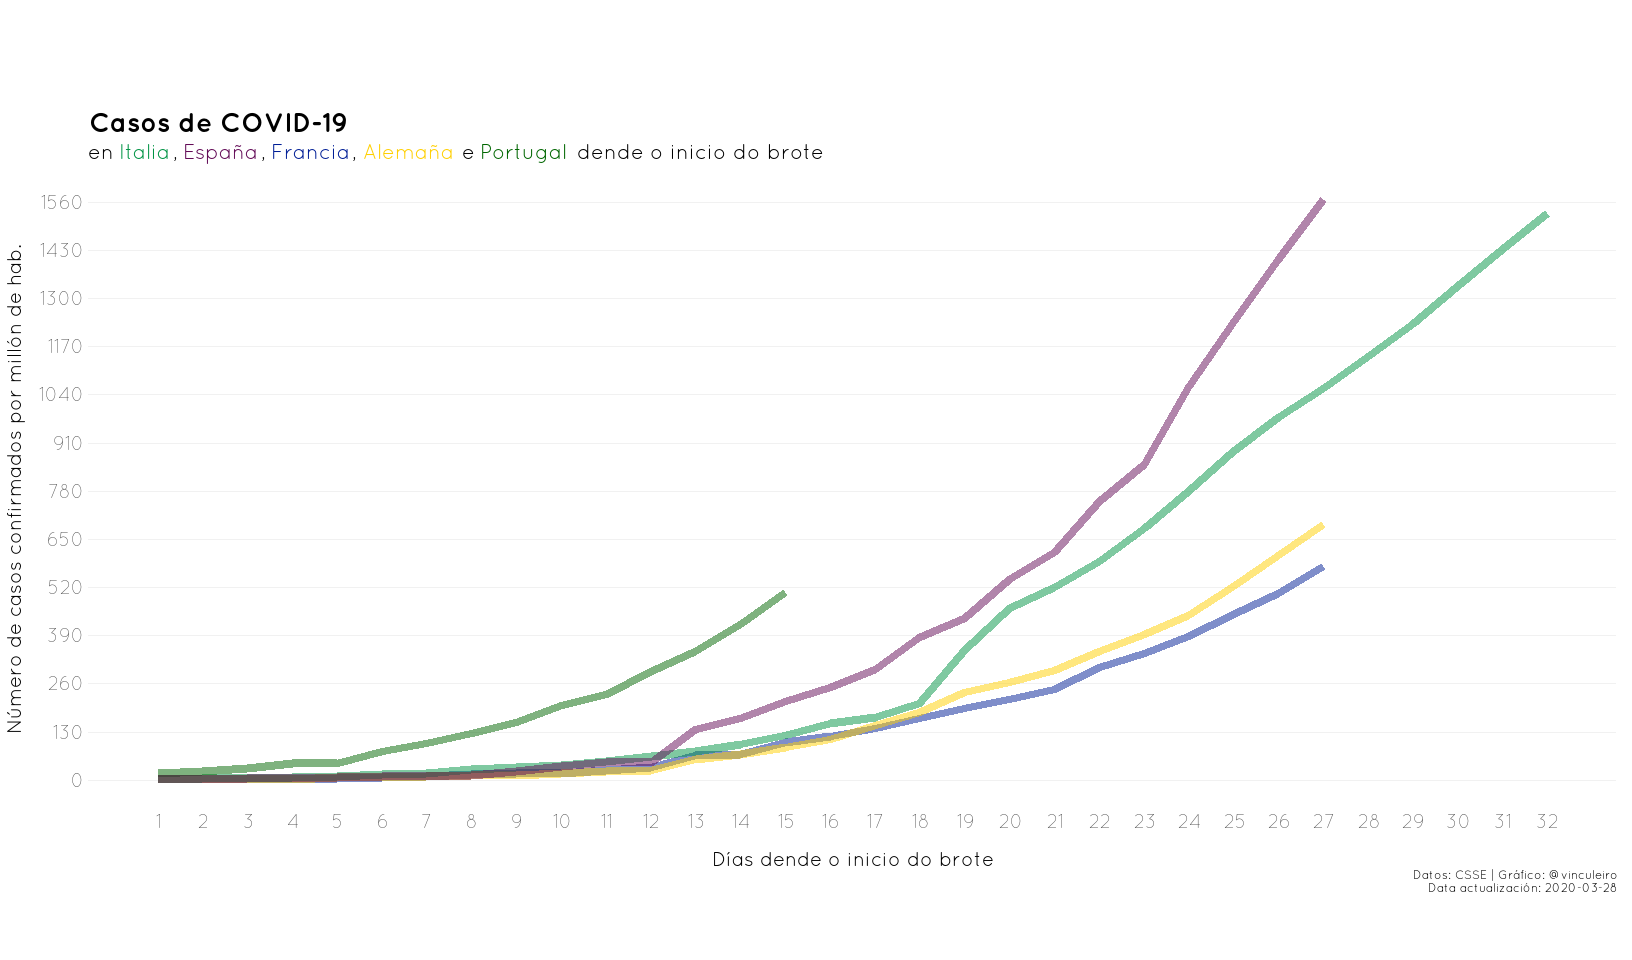 Casos de COVID-19
en Italia, España, Francia, Alemaña e Portugal dende o inicio do brote
Número de casos confirmados por millón de hab.
1560
1430
1300
1170
1040
910
780
650
520
390
260
130
0
1 2 3 4 5 6 7 8 9 10 11 12 13 14 15 16 17 18 19 20 21 22 23 24 25 26 27 28 29 30 31 32
Días dende o inicio do brote
Datos: CSSE | Gráfico: @vinculeiro
Data actualización: 2020-03-28